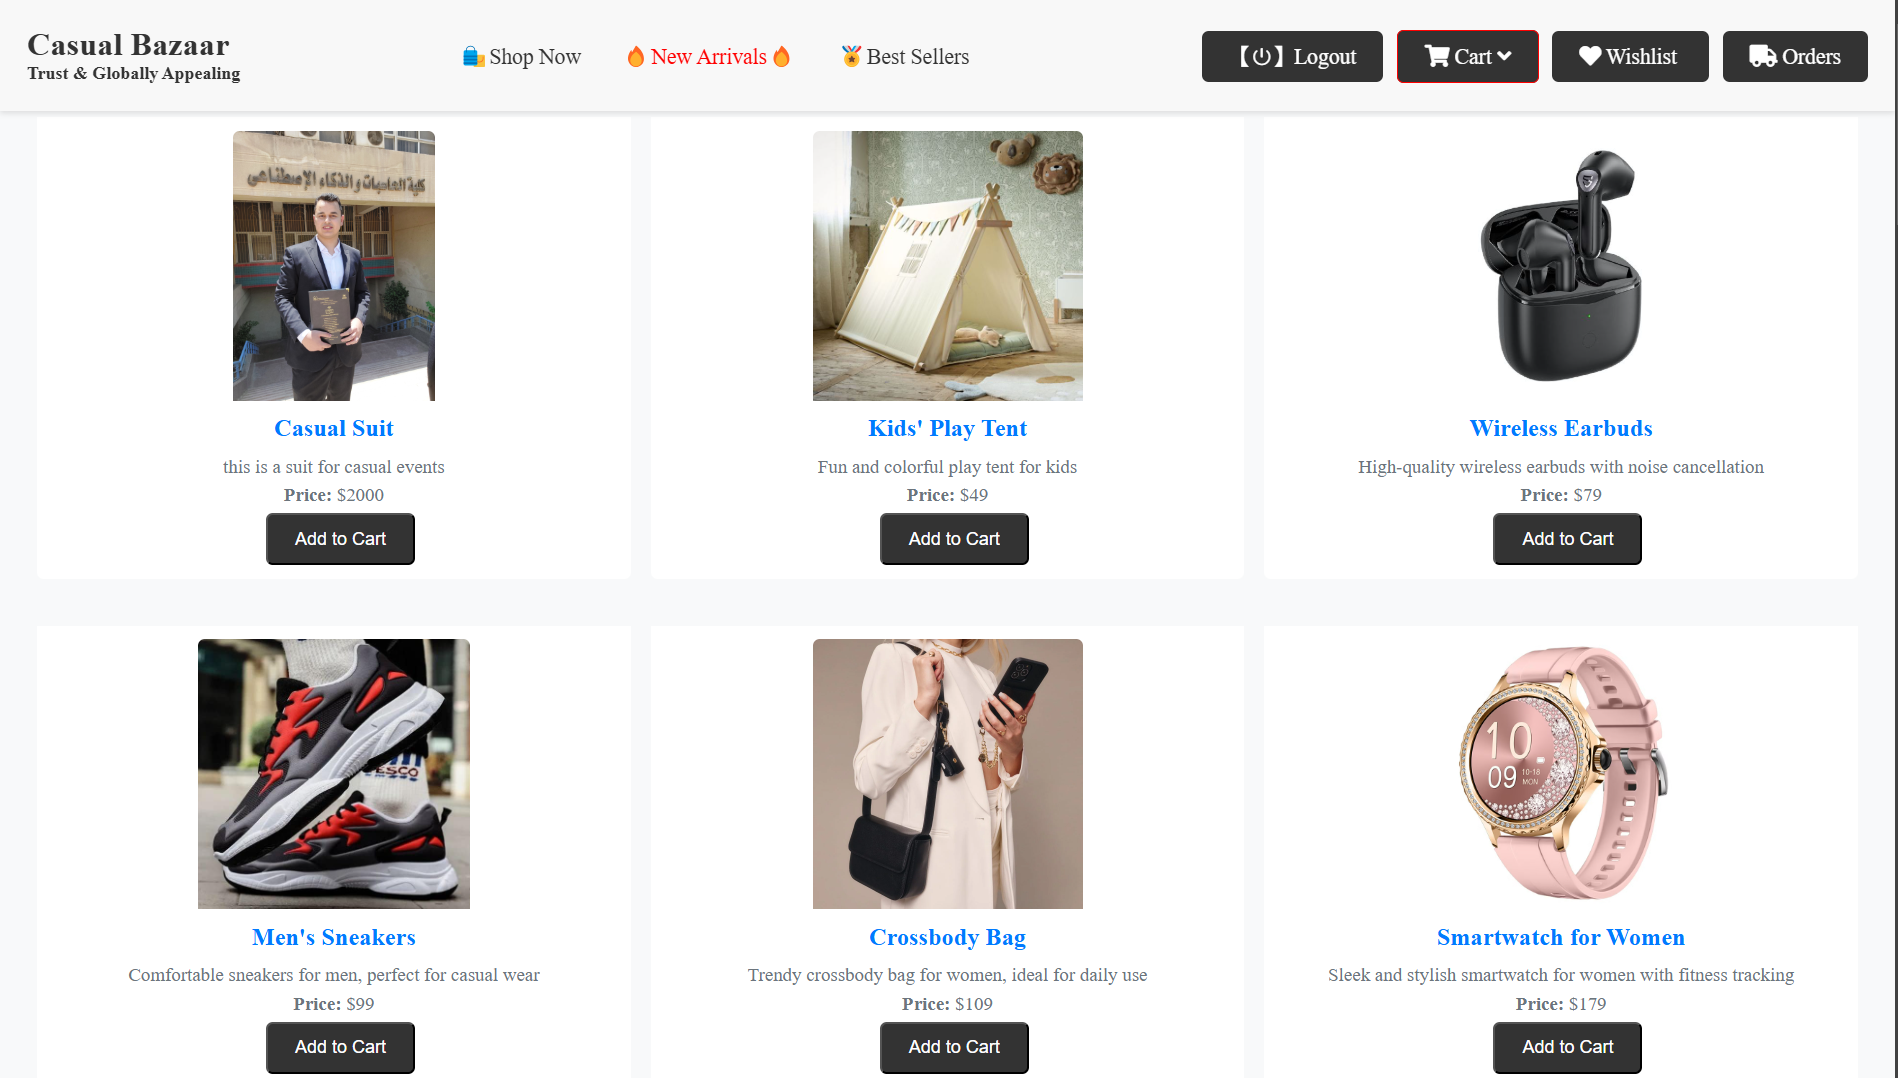 Casual Bazaar
Trust & Globally Appealing
Shop Now
New Arrivals
Best Sellers
【⏻】Logout
Cart
Wishlist
Orders
كلية الحاسبات والذكاء الإصطناعى
Casual Suit
this is a suit for casual events
Price: $2000
Add to Cart
Kids' Play Tent
Fun and colorful play tent for kids
Price: $49
Add to Cart
Wireless Earbuds
High-quality wireless earbuds with noise cancellation
Price: $79
Add to Cart
ESCO
Men's Sneakers
Comfortable sneakers for men, perfect for casual wear
Price: $99
Add to Cart
Crossbody Bag
Trendy crossbody bag for women, ideal for daily use
Price: $109
Add to Cart
10
09
10-18
MON
Smartwatch for Women
Sleek and stylish smartwatch for women with fitness tracking
Price: $179
Add to Cart